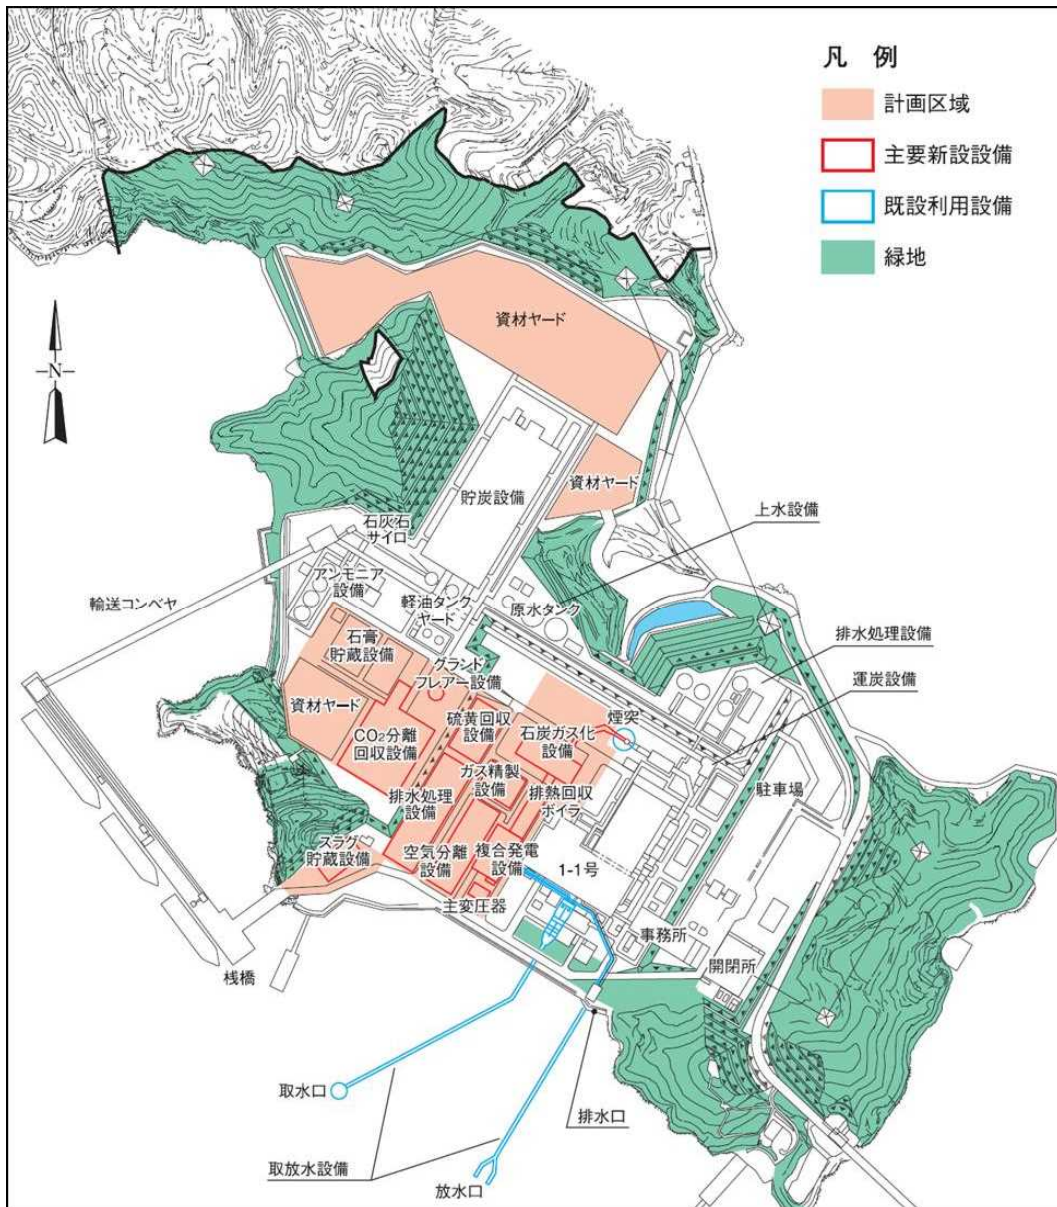 凡 例
計画区域
主要新設設備
既設利用設備
緑地
N
資材ヤード
資材ヤード
貯炭設備
上水設備
石灰石
サイロ
アンモニア
設備
軽油タンク
ヤード
原水タンク
輸送コンベヤ
石膏
貯蔵設備
グランド
フレアー設備
排水処理設備
運炭設備
資材ヤード
硫黄回収
設備
煙突
石炭ガス化
設備
CO₂分離
回収設備
ガス精製
設備
排熱回収
ボイラ
駐車場
排水処理
設備
スラグ
貯蔵設備
空気分離
設備
複合発電
設備
1-1号
主変圧器
事務所
開閉所
桟橋
取水口
排水口
取放水設備
放水口